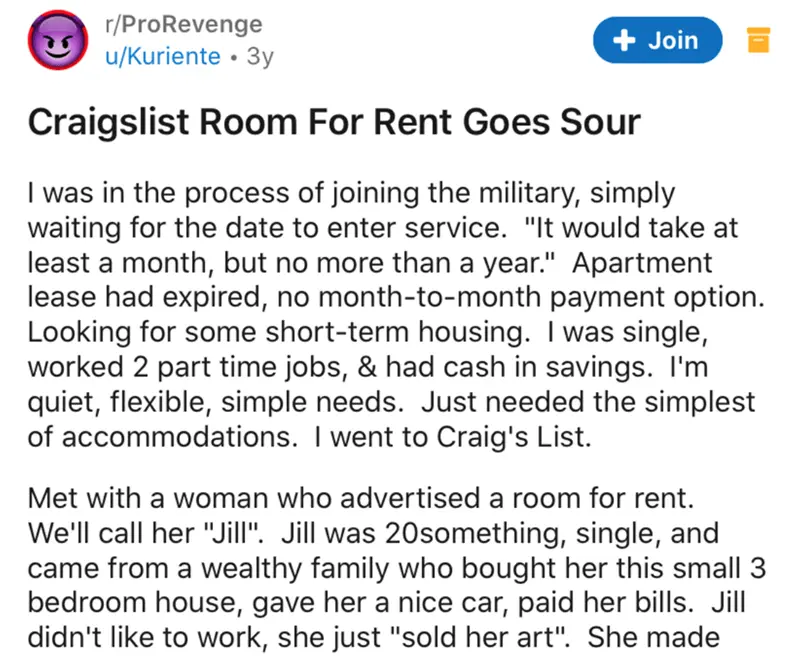 r/ProRevenge
u/Kuriente • 3y
+ Join
Craigslist Room For Rent Goes Sour
I was in the process of joining the military, simply
waiting for the date to enter service.  "It would take at
least a month, but no more than a year."  Apartment
lease had expired, no month-to-month payment option.
Looking for some short-term housing.  I was single,
worked 2 part time jobs, & had cash in savings.  I'm
quiet, flexible, simple needs.  Just needed the simplest
of accommodations.  I went to Craig's List.
Met with a woman who advertised a room for rent.
We'll call her "Jill".  Jill was 20something, single, and
came from a wealthy family who bought her this small 3
bedroom house, gave her a nice car, paid her bills.  Jill
didn't like to work, she just "sold her art".  She made